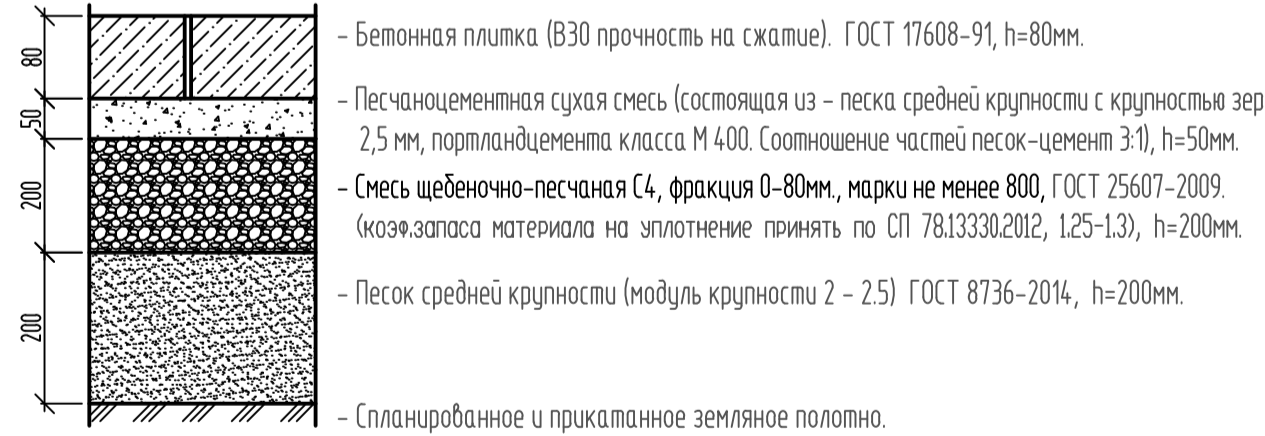 80
- Бетонная плитка (В30 прочность на сжатие). ГОСТ 17608-91, h=80мм.
50
- Песчаноцементная сухая смесь (состоящая из - песка средней крупности с крупностью зер
2,5 мм, портландцемента класса М 400. Соотношение частей песок-цемент 3:1), h=50мм.
200
- Смесь щебеночно-песчаная С4, фракция 0-80мм., марки не менее 800, ГОСТ 25607-2009.
(коэф.запаса материала на уплотнение принять по СП 78.13330.2012, 1.25-1.3), h=200мм.
200
- Песок средней крупности (модуль крупности 2 - 2.5) ГОСТ 8736-2014, h=200мм.
- Спланированное и прикатанное земляное полотно.